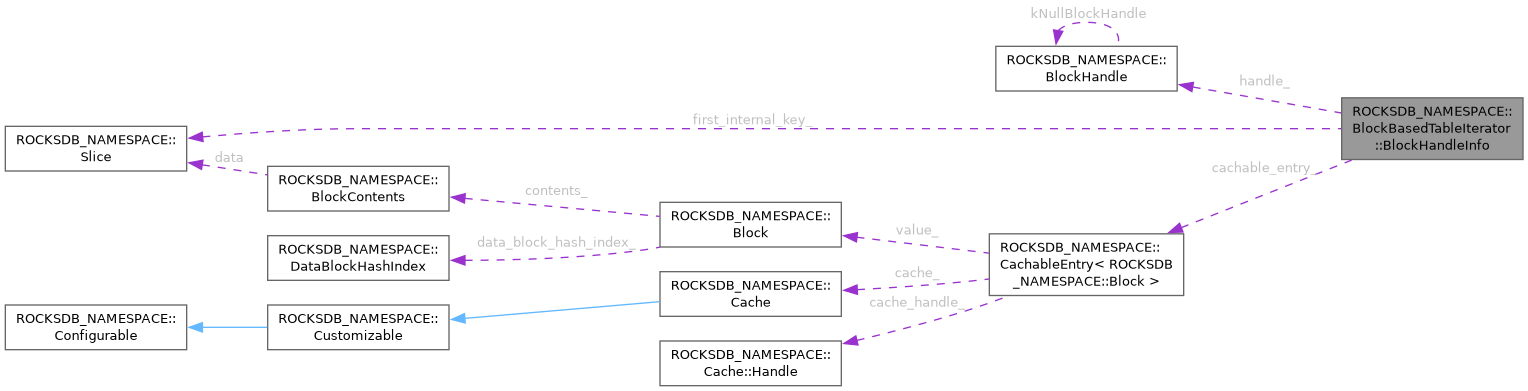 kNullBlockHandle
ROCKSDB_NAMESPACE::
BlockHandle
handle_
ROCKSDB_NAMESPACE::
BlockBasedTableIterator
::BlockHandleInfo
first_internal_key_
ROCKSDB_NAMESPACE::
Slice
data
cachable_entry_
ROCKSDB_NAMESPACE::
BlockContents
contents_
ROCKSDB_NAMESPACE::
Block
value_
data_block_hash_index_
ROCKSDB_NAMESPACE::
DataBlockHashIndex
ROCKSDB_NAMESPACE::
CachableEntry< ROCKSDB
_NAMESPACE::Block >
cache_
ROCKSDB_NAMESPACE::
Cache
cache_handle_
ROCKSDB_NAMESPACE::
Configurable
ROCKSDB_NAMESPACE::
Customizable
ROCKSDB_NAMESPACE::
Cache::Handle